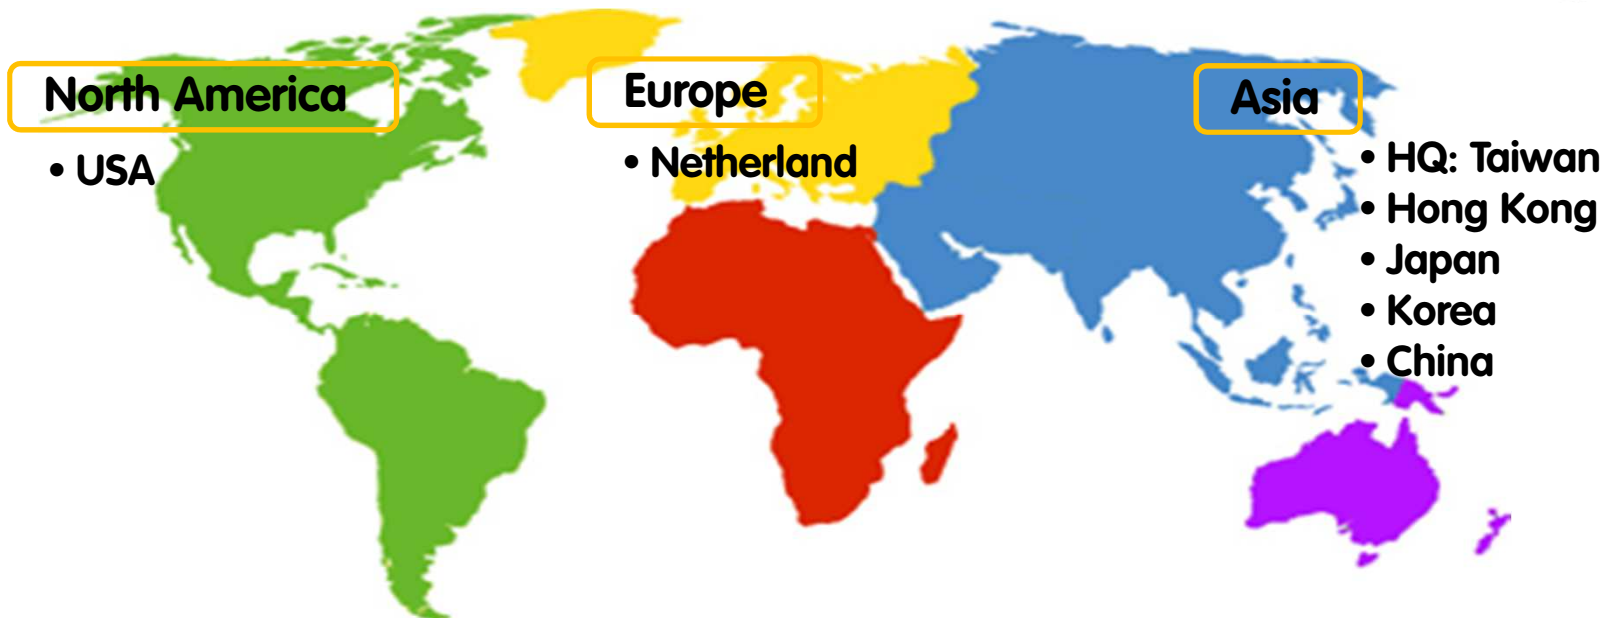 North America
• USA
Europe
• Netherland
Asia
• HQ: Taiwan
• Hong Kong
• Japan
• Korea
• China